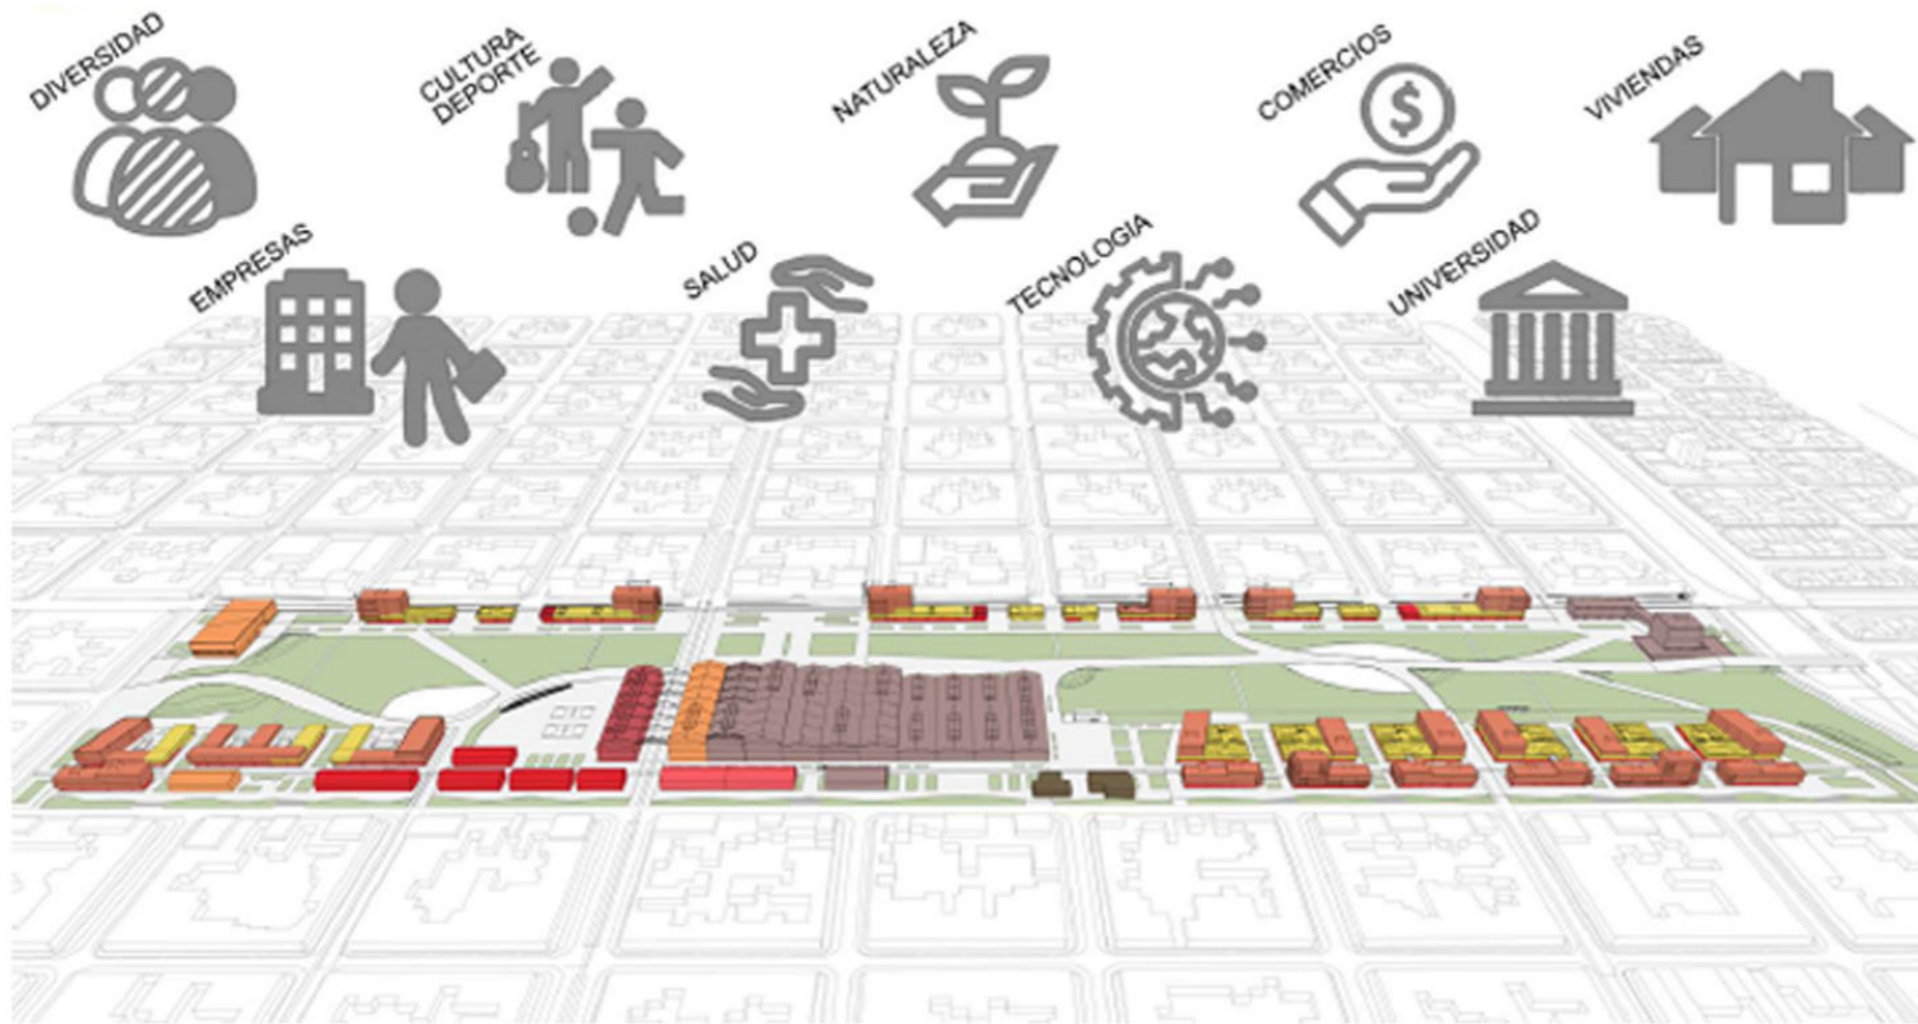 DIVERSIDAD
CULTURA
DEPORTE
NATURALEZA
COMERCIOS
VIVIENDAS
EMPRESAS
SALUD
TECNOLOGIA
UNIVERSIDAD
$